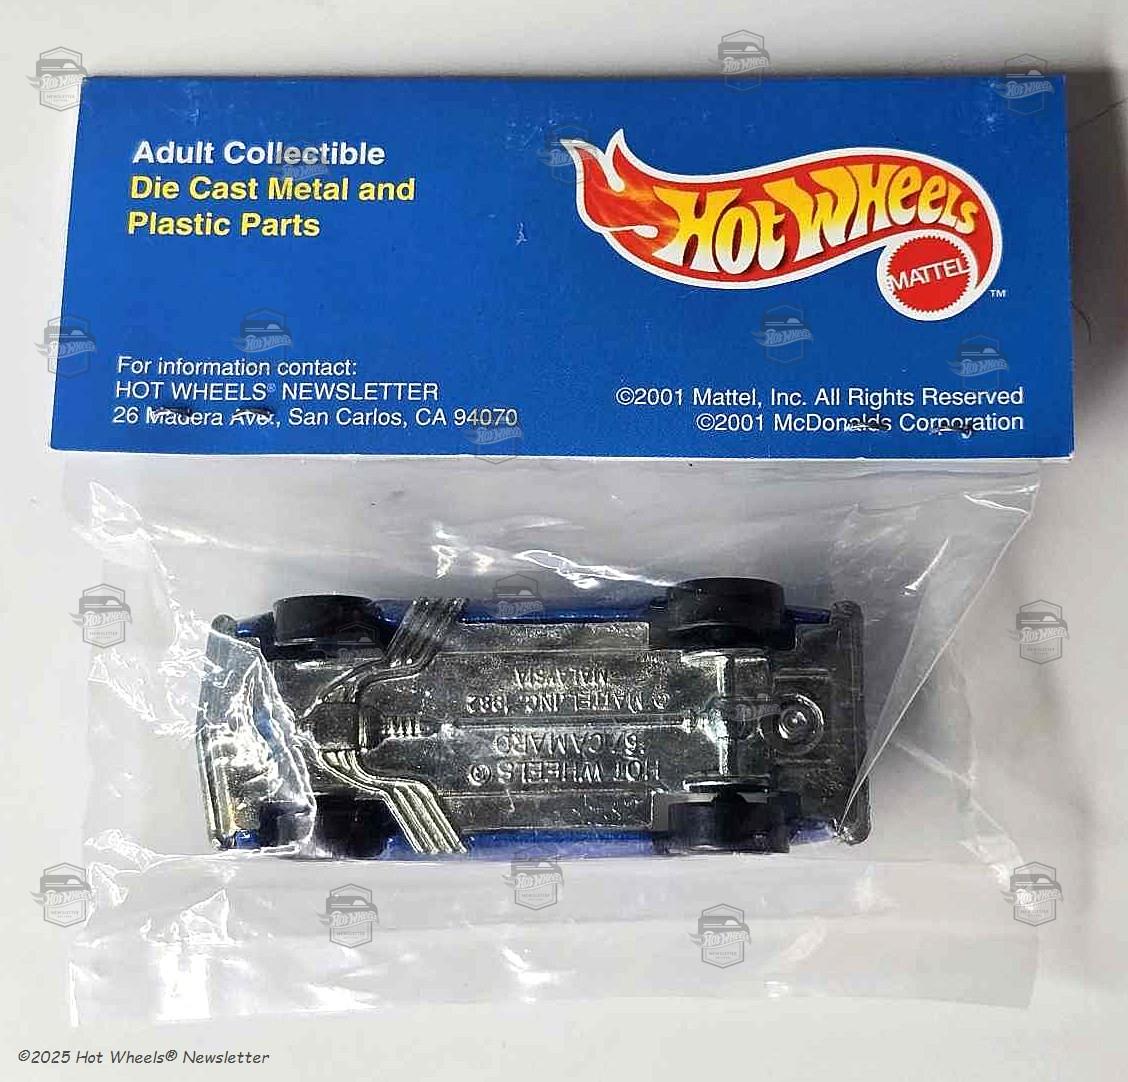 Adult Collectible
Die Cast Metal and
Plastic Parts
HOT WHEELS
MATTEL
™
For information contact:
HOT WHEELS® NEWSLETTER
26 Madera Ave., San Carlos, CA 94070
©2001 Mattel, Inc. All Rights Reserved
©2001 McDonalds Corporation
HOT WHEELS ®
'67 CAMARO
© MATTEL, INC. 1982
MALAYSIA
©2025 Hot Wheels® Newsletter